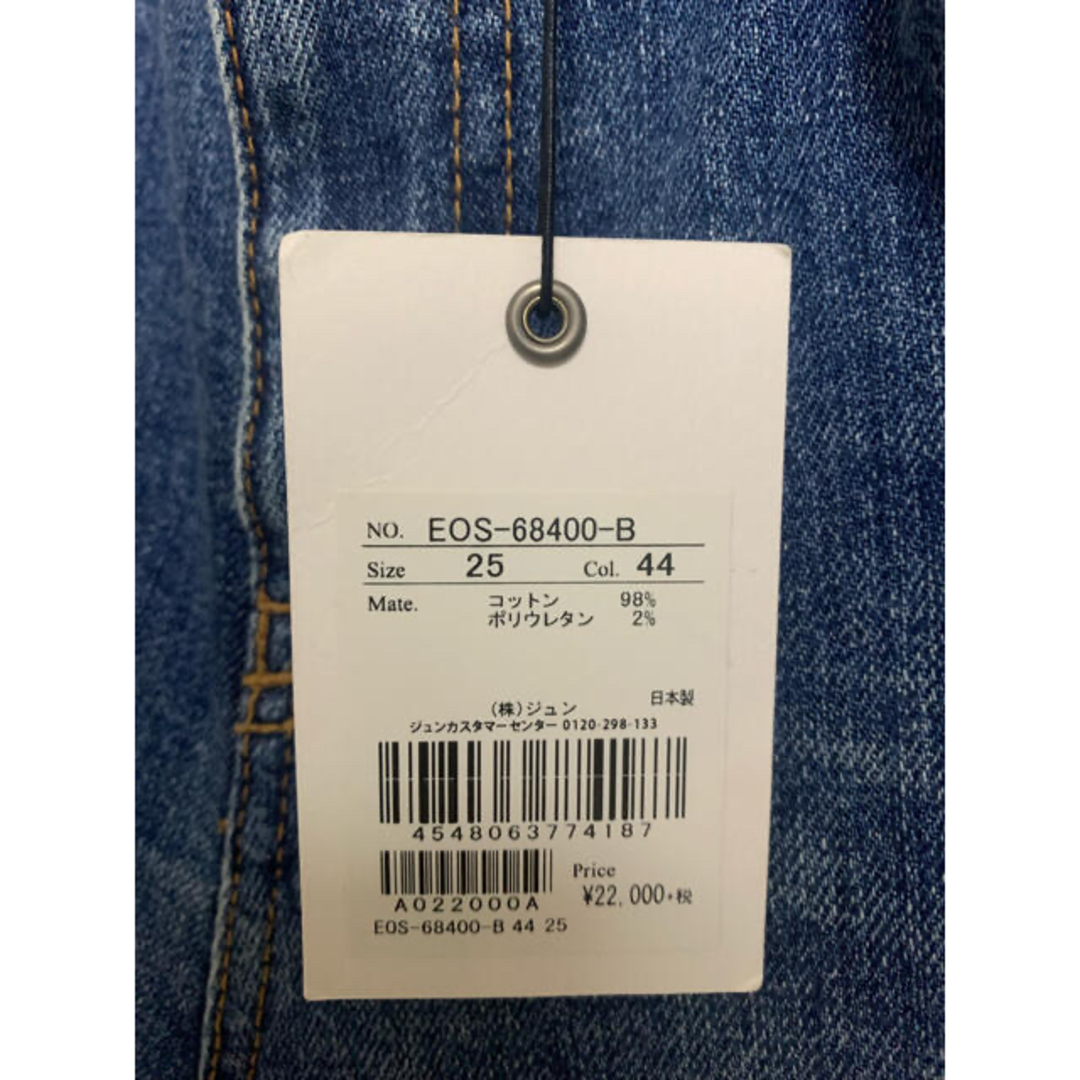 NO. EOS-68400-B
Size 25 Col. 44
Mate. コットン 98%
ポリウレタン 2%
日本製
(株)ジュン
ジュンカスタマーセンター 0120-298-133
4548063774187
Price
¥22,000+税
A022000A
EOS-68400-B 44 25